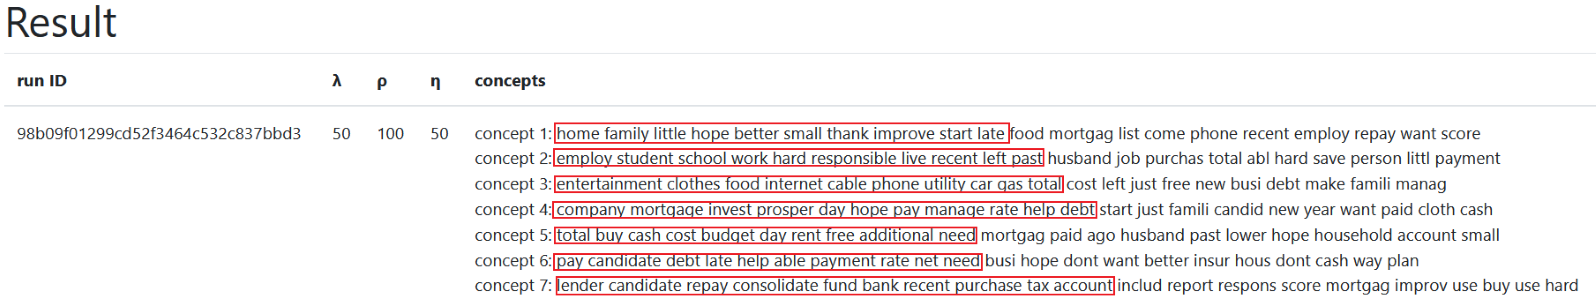 Result
run ID λ ρ η concepts
98b09f01299cd52f3464c532c837bbd3 50 100 50 concept 1: home family little hope better small thank improve start late food mortgag list come phone recent employ repay want score
concept 2: employ student school work hard responsible live recent left past husband job purchas total abl hard save person littl payment
concept 3: entertainment clothes food internet cable phone utility car gas total cost left just free new busi debt make famili manag
concept 4: company mortgage invest prosper day hope pay manage rate help debt start just famili candid new year want paid cloth cash
concept 5: total buy cash cost budget day rent free additional need mortgag paid ago husband past lower hope household account small
concept 6: pay candidate debt late help able payment rate net need busi hope dont want better insur hous dont cash way plan
concept 7: lender candidate repay consolidate fund bank recent purchase tax account includ report respons score mortgag improv use buy use hard